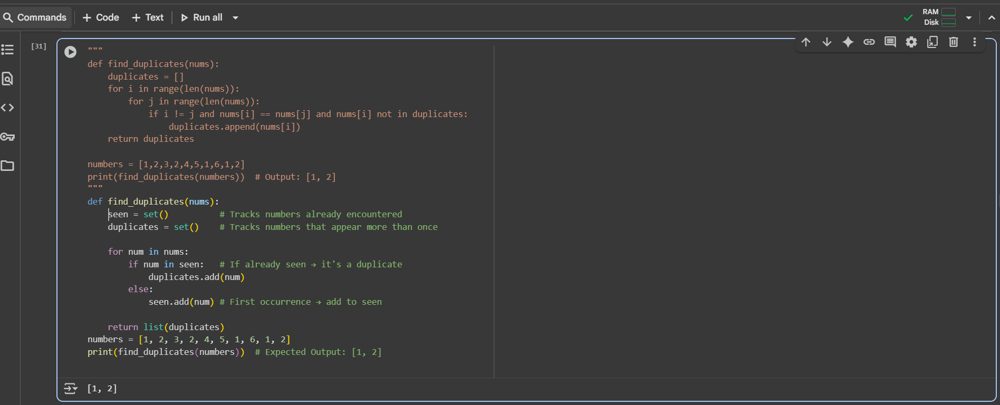 Commands + Code + Text Run all
RAM
Disk
[31]
"""
def find_duplicates(nums):
    duplicates = []
    for i in range(len(nums)):
        for j in range(len(nums)):
            if i != j and nums[i] == nums[j] and nums[i] not in duplicates:
                duplicates.append(nums[i])
    return duplicates

numbers = [1,2,3,2,4,5,1,6,1,2]
print(find_duplicates(numbers))  # Output: [1, 2]
"""
def find_duplicates(nums):
    seen = set()          # Tracks numbers already encountered
    duplicates = set()    # Tracks numbers that appear more than once

    for num in nums:
        if num in seen:   # If already seen → it's a duplicate
            duplicates.add(num)
        else:
            seen.add(num) # First occurrence → add to seen

    return list(duplicates)
numbers = [1, 2, 3, 2, 4, 5, 1, 6, 1, 2]
print(find_duplicates(numbers))  # Expected Output: [1, 2]
[1, 2]